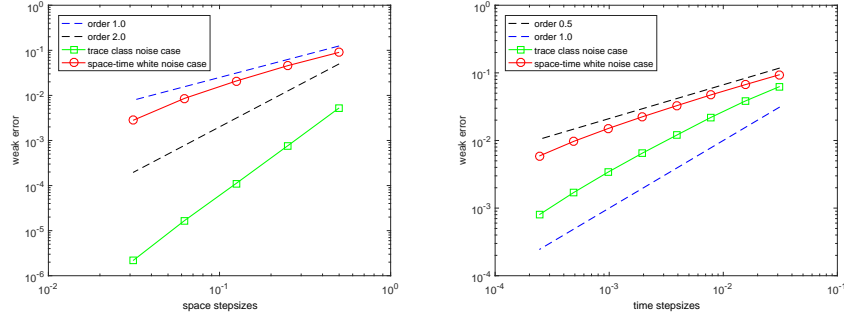 order 1.0
order 2.0
trace class noise case
space-time white noise case
10^0
10^-1
10^-2
10^-3
10^-4
10^-5
10^-6
weak error
10^-2
10^-1
10^0
space stepsizes
order 0.5
order 1.0
trace class noise case
space-time white noise case
10^0
10^-1
10^-2
10^-3
10^-4
weak error
10^-4
10^-3
10^-2
10^-1
time stepsizes